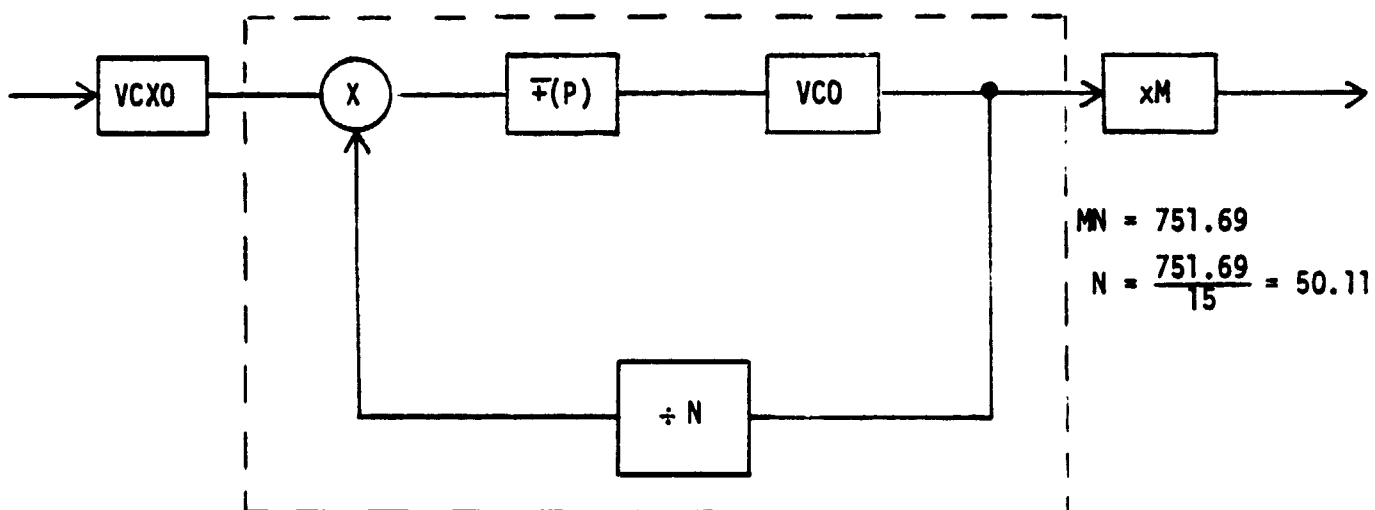 VCXO
X
∓(P)
VCO
xM
MN = 751.69
N = 751.69/15 = 50.11
÷ N